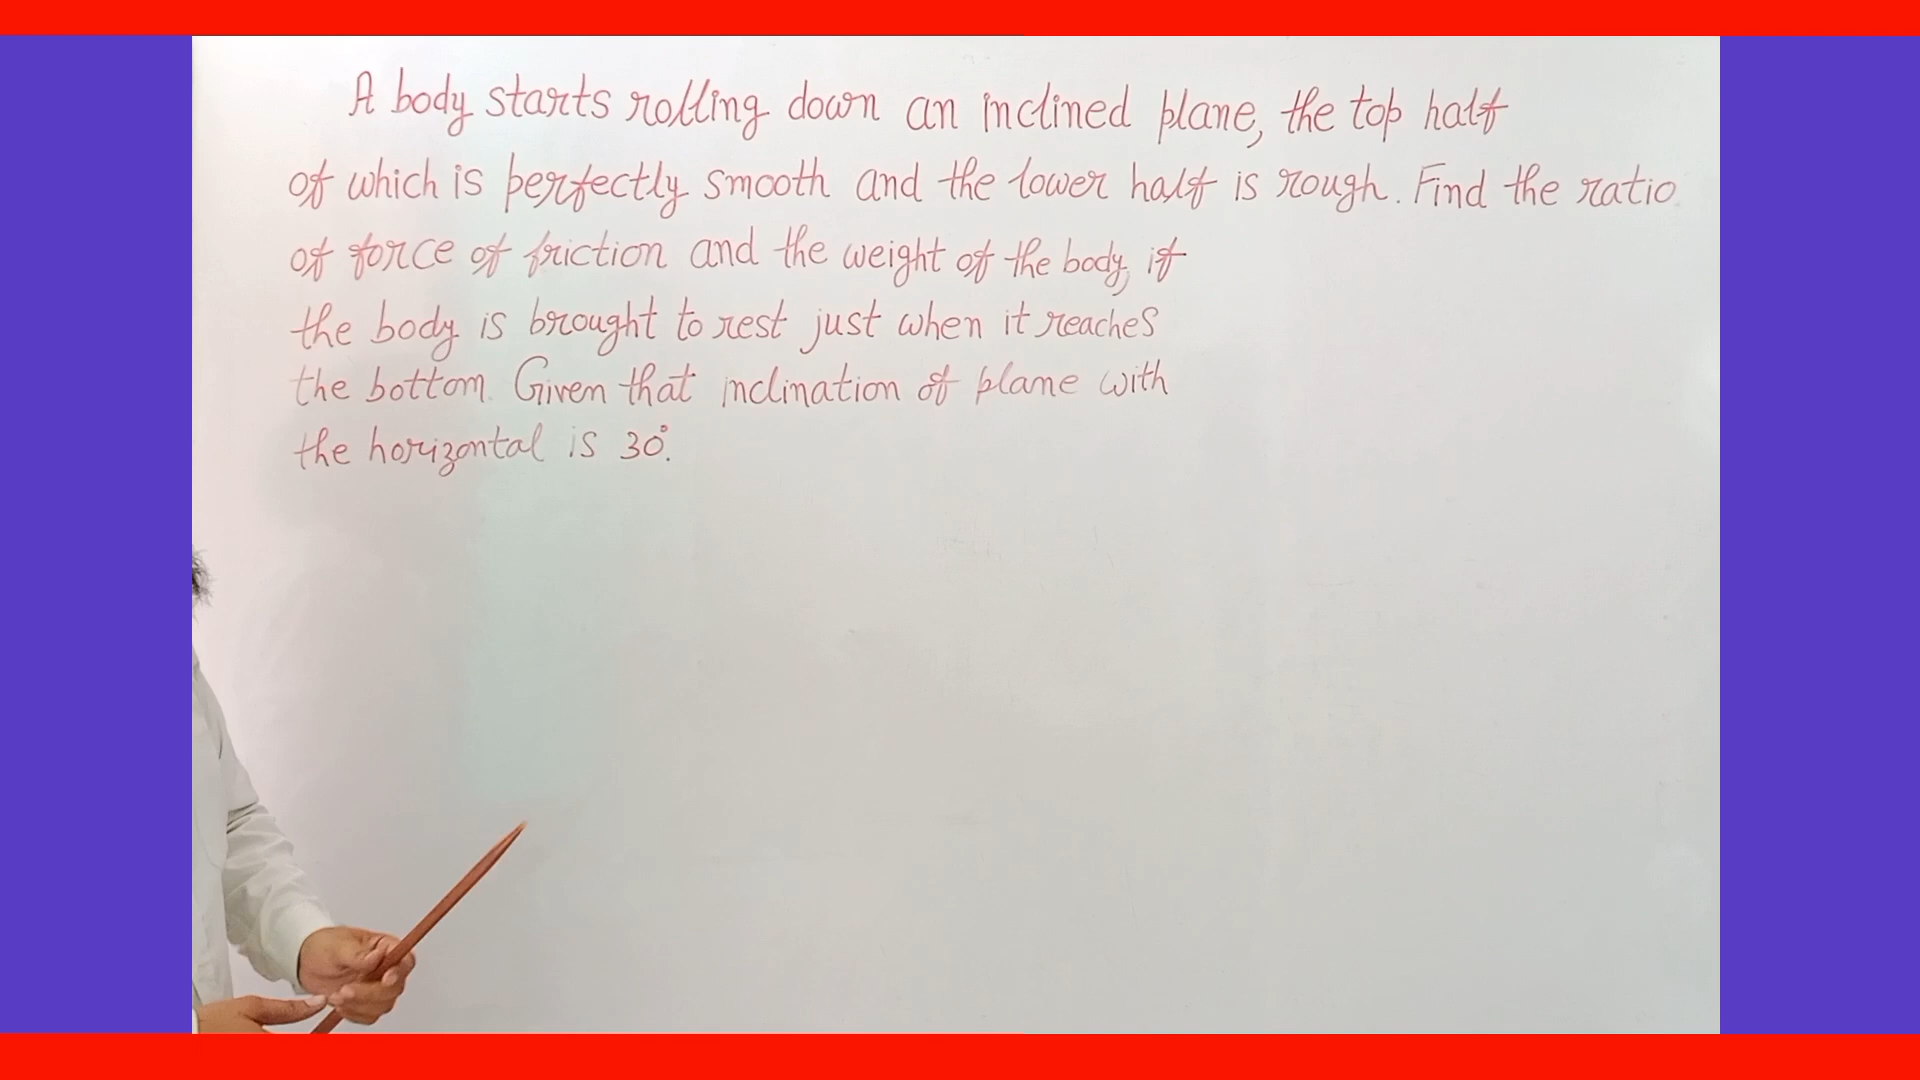 A body starts rolling down an inclined plane, the top half
of which is perfectly smooth and the lower half is rough. Find the ratio
of force of friction and the weight of the body, if
the body is brought to rest just when it reaches
the bottom. Given that inclination of plane with
the horizontal is 30°.